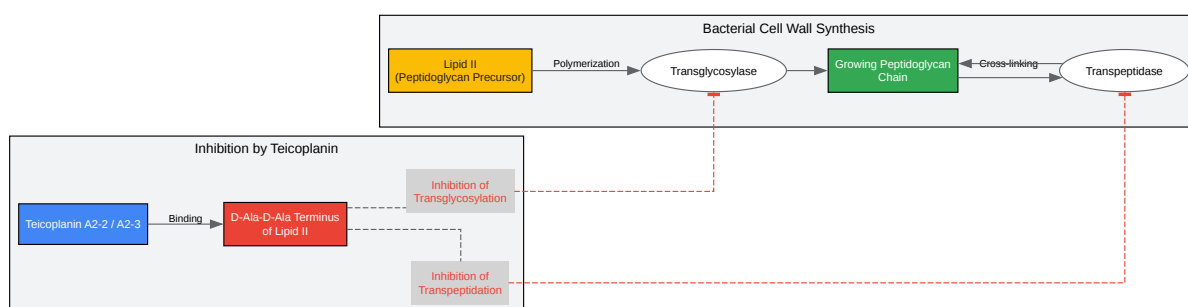 Bacterial Cell Wall Synthesis
Lipid II
(Peptidoglycan Precursor)
Polymerization
Transglycosylase
Growing Peptidoglycan
Chain
Cross-linking
Transpeptidase
Inhibition by Teicoplanin
Teicoplanin A2-2 / A2-3
Binding
D-Ala-D-Ala Terminus
of Lipid II
Inhibition of
Transglycosylation
Inhibition of
Transpeptidation